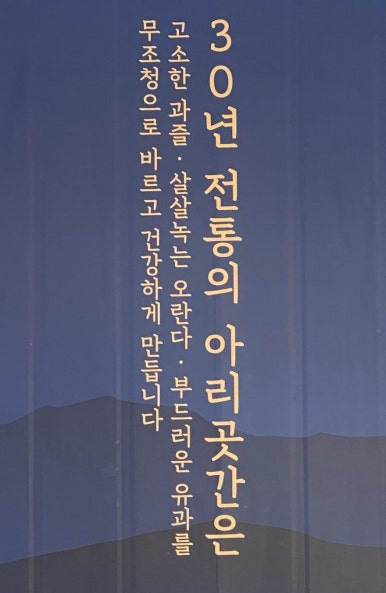 30년 전통의 아리곳간은
고소한 과즐·살살녹는 오란다·부드러운 유과를
무조청으로 바르고 건강하게 만듭니다